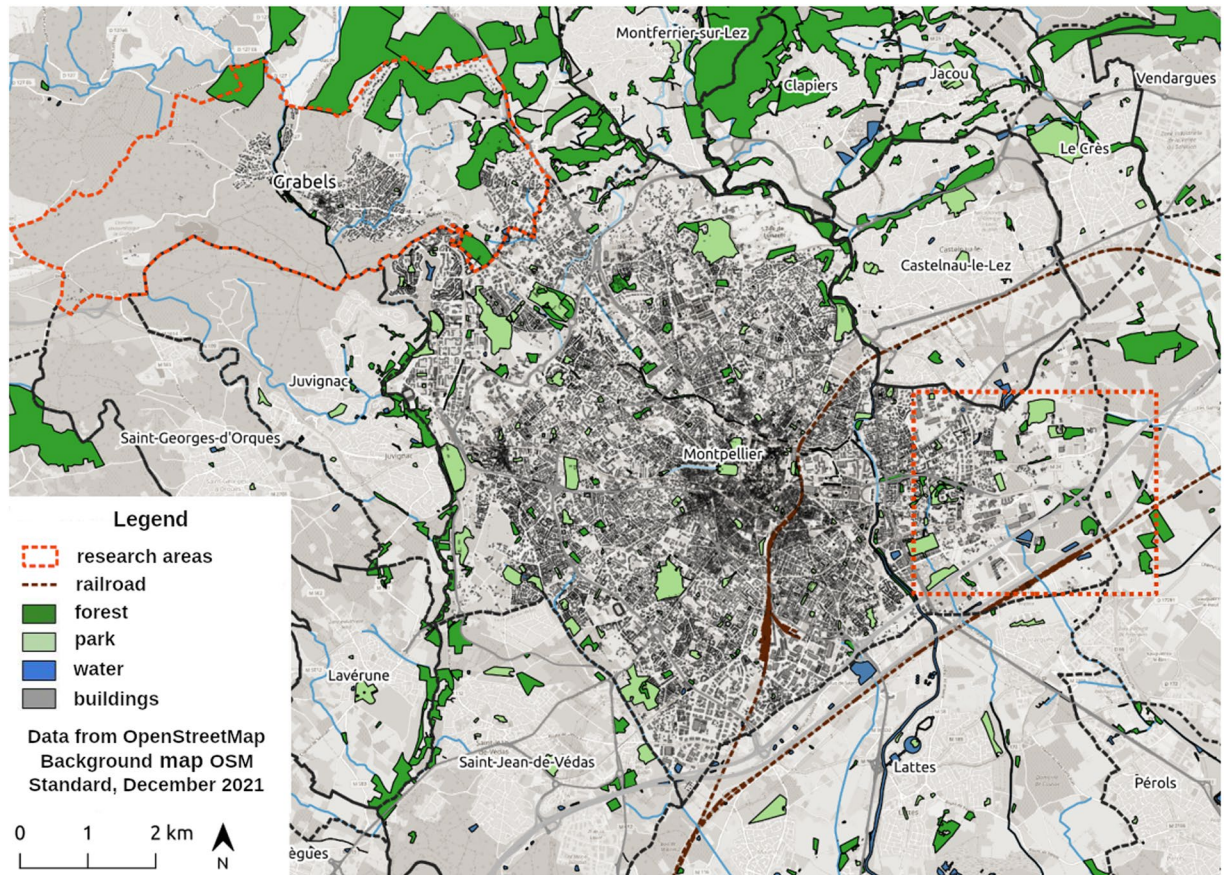 Montferrier-sur-Lez
Clapiers
Jacou
Vendargues
Le Crès
Grabels
Castelnau-le-Lez
Juvignac
Saint-Georges-d'Orques
Juvignac
Montpellier
Legend
research areas
railroad
forest
park
water
buildings
Data from OpenStreetMap
Background map OSM
Standard, December 2021
0 1 2 km
N
Lavérune
Saint-Jean-de-Védas
Lattes
Pérols
ègues